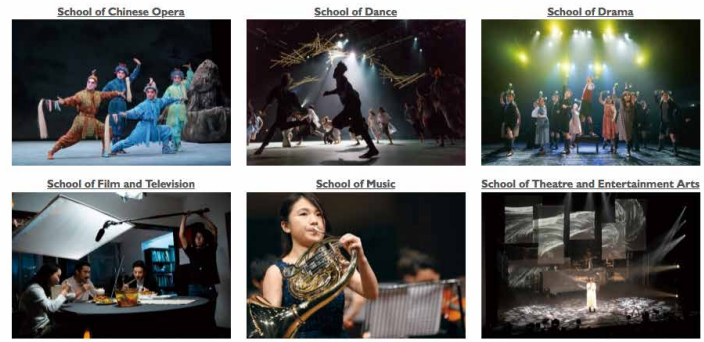 School of Chinese Opera
School of Dance
School of Drama
School of Film and Television
School of Music
School of Theatre and Entertainment Arts